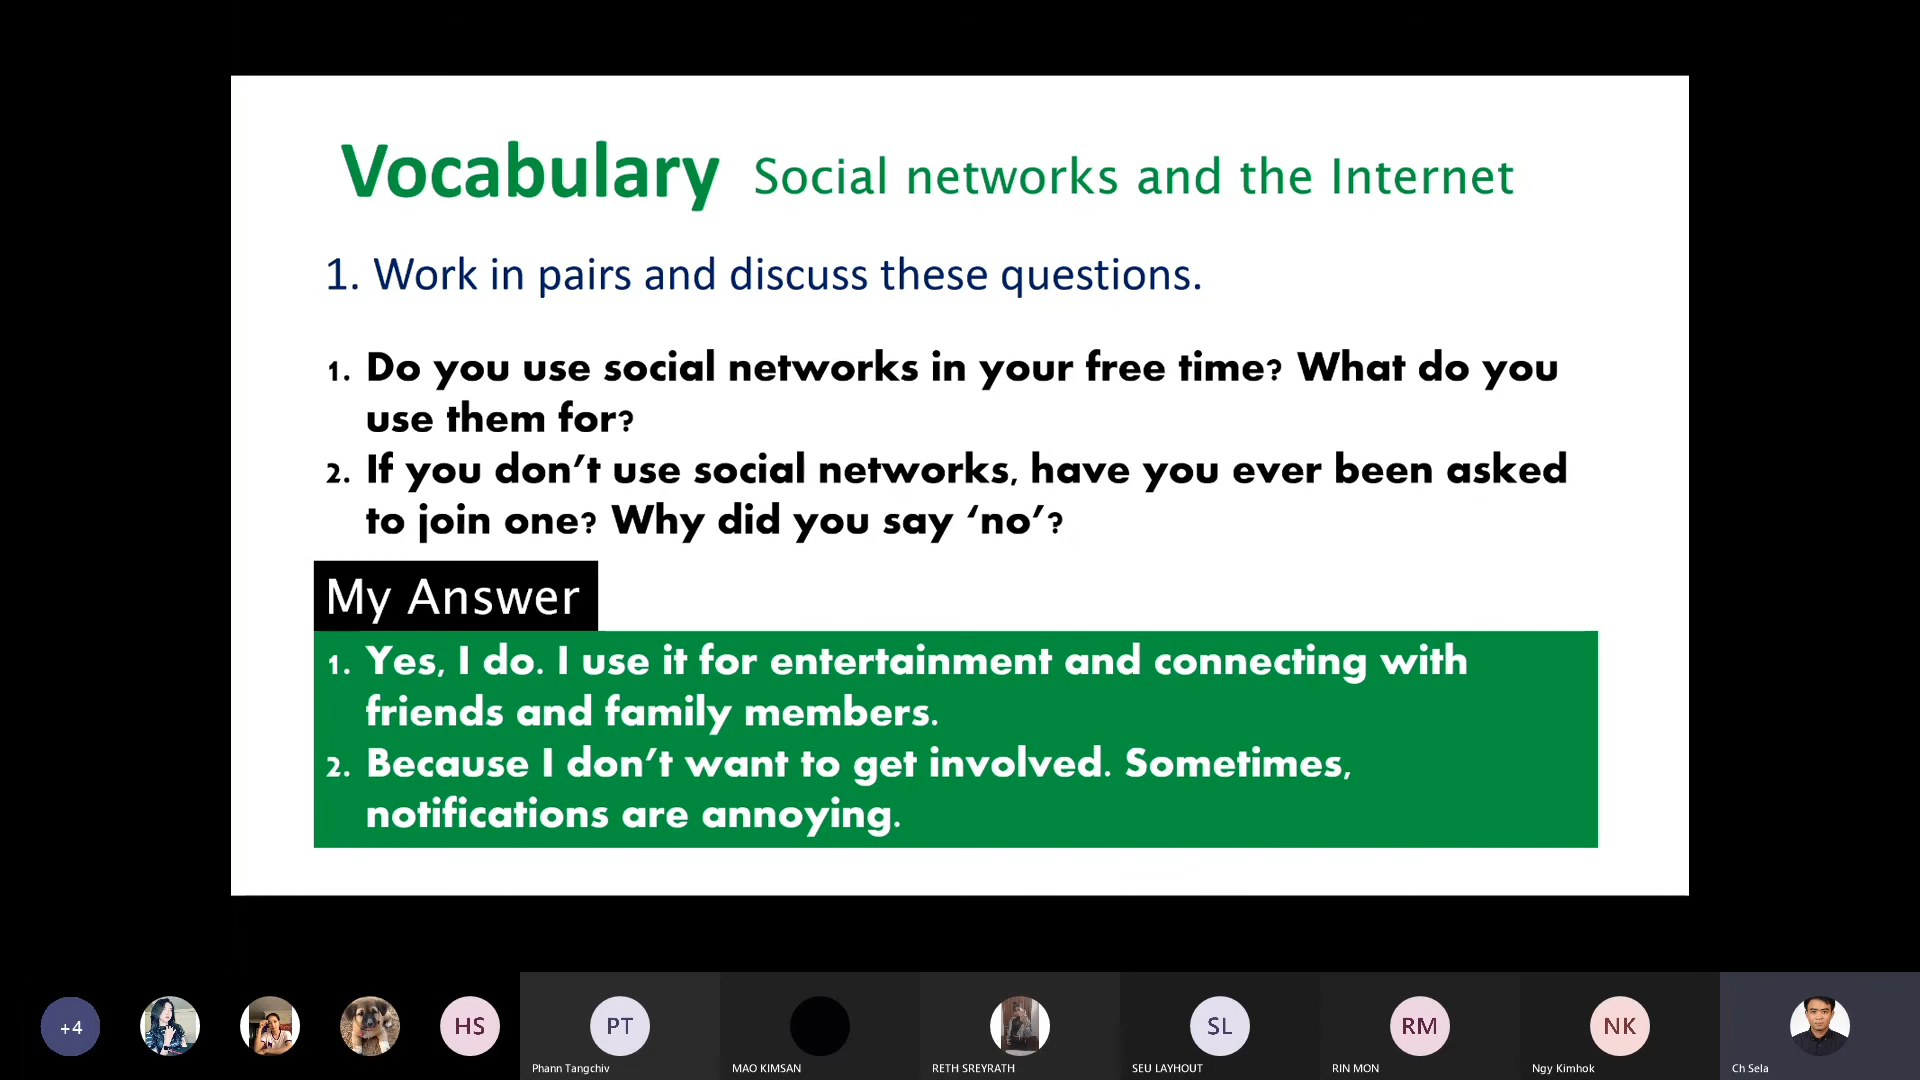 Vocabulary Social networks and the Internet
1. Work in pairs and discuss these questions.
1. Do you use social networks in your free time? What do you
use them for?
2. If you don’t use social networks, have you ever been asked
to join one? Why did you say ‘no’?
My Answer
1. Yes, I do. I use it for entertainment and connecting with
friends and family members.
2. Because I don’t want to get involved. Sometimes,
notifications are annoying.
+4
HS
PT
SL
RM
NK
Phann Tangchiv
MAO KIMSAN
RETH SREYRATH
SEU LAYHOUT
RIN MON
Ngy Kimhok
Ch Sela